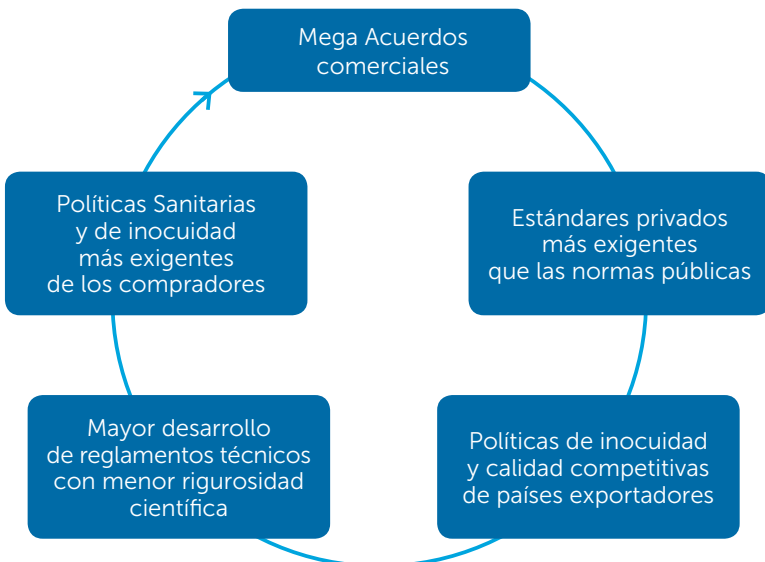 Mega Acuerdos
comerciales
Estándares privados
más exigentes
que las normas públicas
Políticas de inocuidad
y calidad competitivas
de países exportadores
Mayor desarrollo
de reglamentos técnicos
con menor rigurosidad
científica
Políticas Sanitarias
y de inocuidad
más exigentes
de los compradores